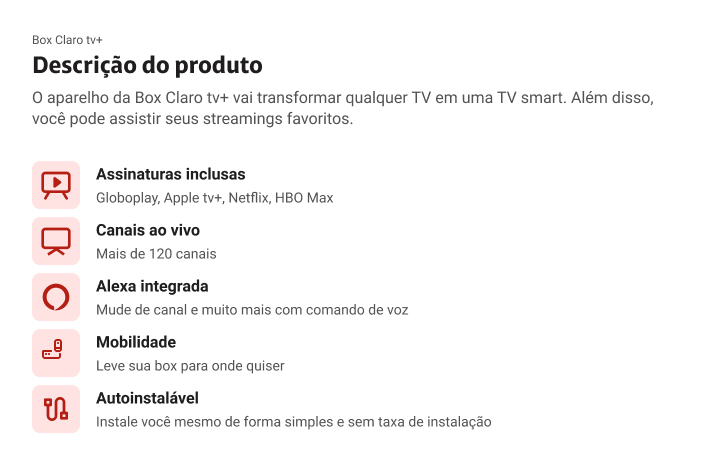 Box Claro tv+
Descrição do produto
O aparelho da Box Claro tv+ vai transformar qualquer TV em uma TV smart. Além disso,
você pode assistir seus streamings favoritos.
Assinaturas inclusas
Globoplay, Apple tv+, Netflix, HBO Max
Canais ao vivo
Mais de 120 canais
Alexa integrada
Mude de canal e muito mais com comando de voz
Mobilidade
Leve sua box para onde quiser
Autoinstalável
Instale você mesmo de forma simples e sem taxa de instalação